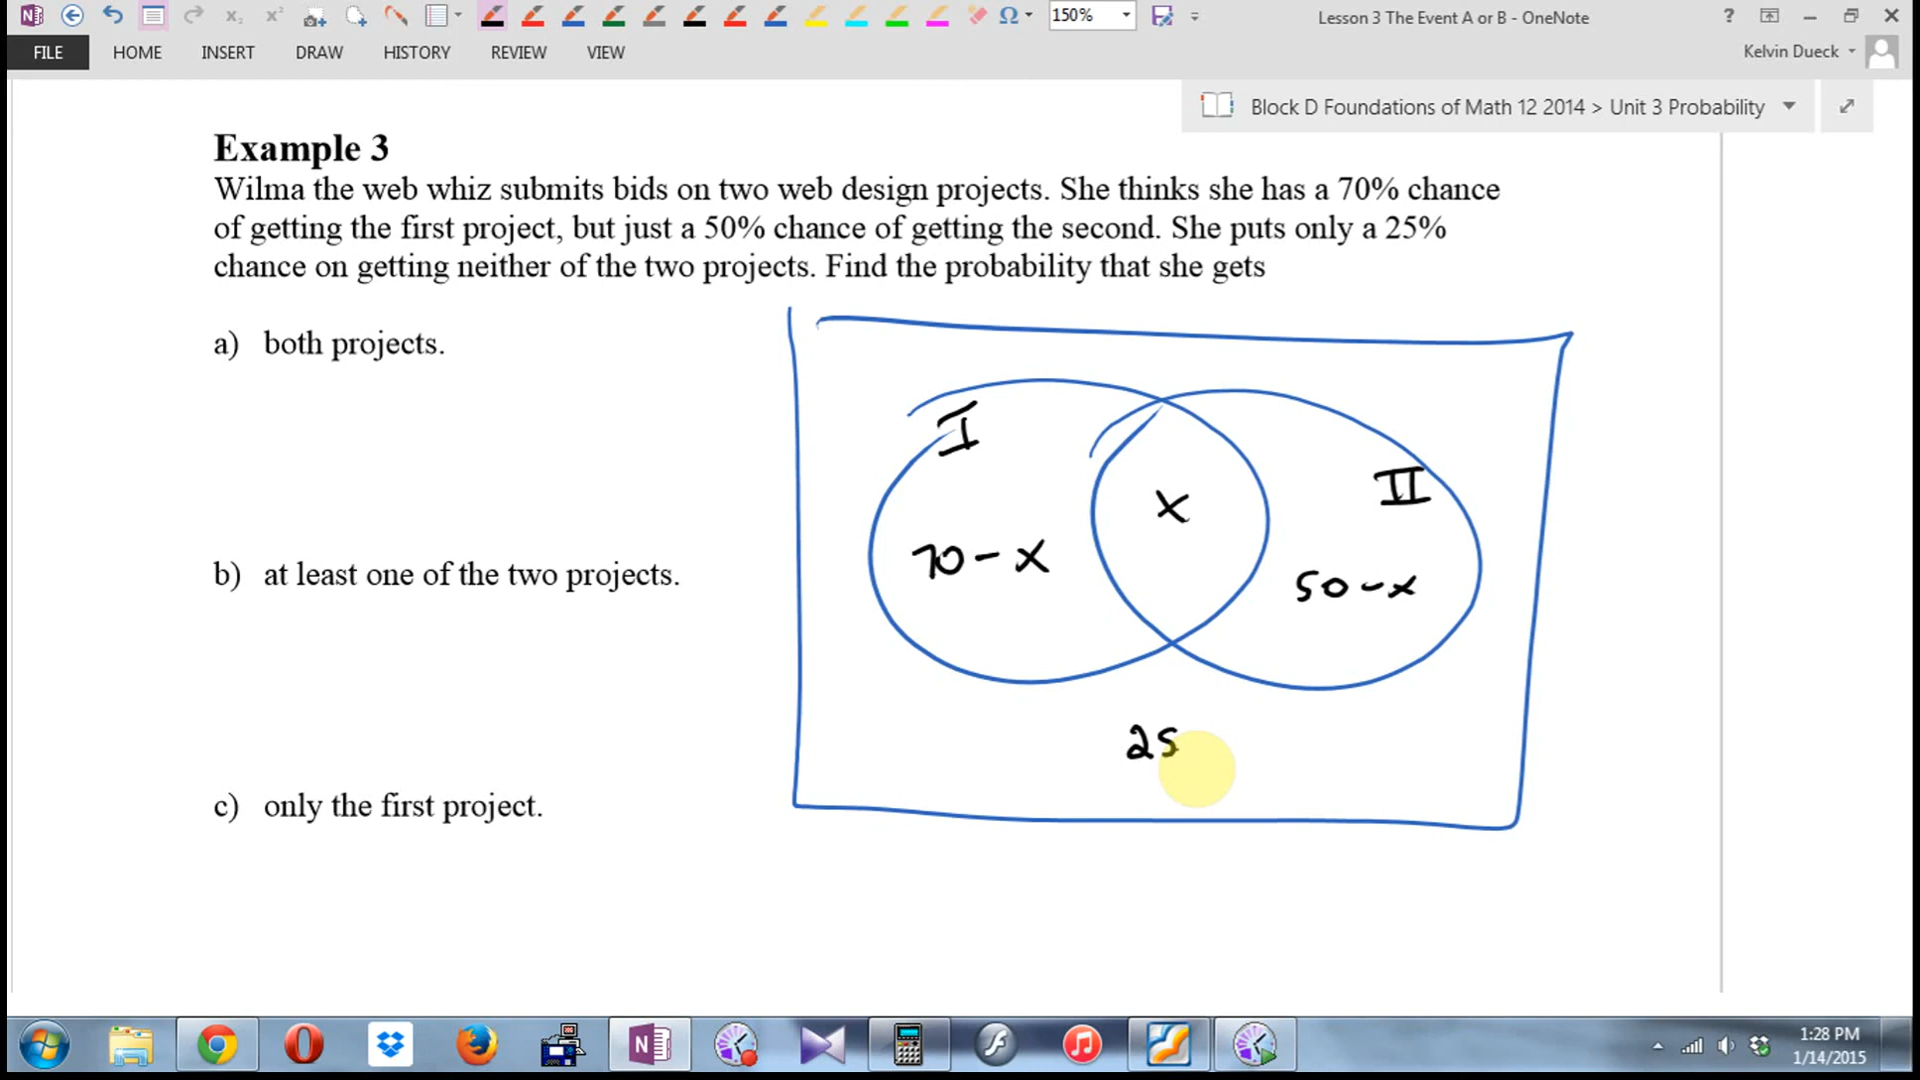 150%
Lesson 3 The Event A or B - OneNote
?
FILE HOME INSERT DRAW HISTORY REVIEW VIEW
Kelvin Dueck
Block D Foundations of Math 12 2014 > Unit 3 Probability
Example 3
Wilma the web whiz submits bids on two web design projects. She thinks she has a 70% chance
of getting the first project, but just a 50% chance of getting the second. She puts only a 25%
chance on getting neither of the two projects. Find the probability that she gets
a) both projects.
I
II
x
70-x
50-x
b) at least one of the two projects.
25
c) only the first project.
1:28 PM
1/14/2015